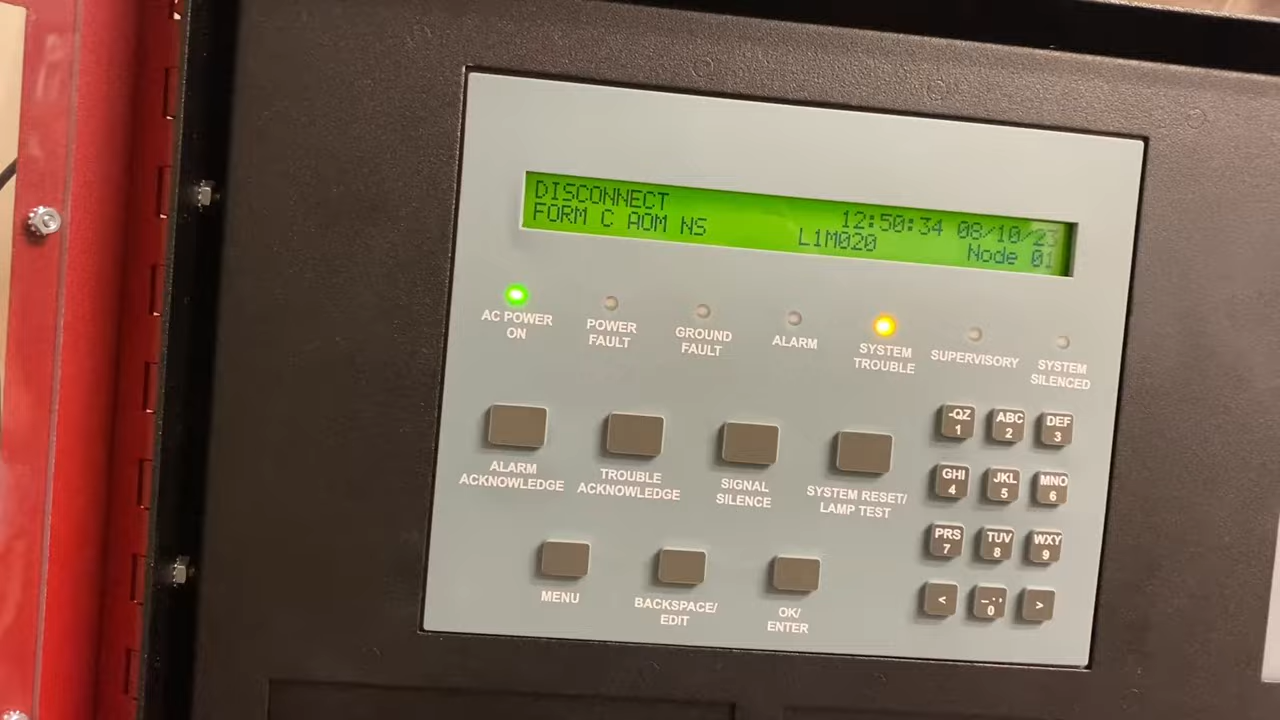 DISCONNECT 12:50:34 08/10/23
FORM C AOM NS L1M020 Node 01
AC POWER
ON
POWER
FAULT
GROUND
FAULT
ALARM
SYSTEM
TROUBLE
SUPERVISORY
SYSTEM
SILENCED
ALARM
ACKNOWLEDGE
TROUBLE
ACKNOWLEDGE
SIGNAL
SILENCE
SYSTEM RESET/
LAMP TEST
-QZ
1
ABC
2
DEF
3
GHI
4
JKL
5
MNO
6
PRS
7
TUV
8
WXY
9
<
_.,
0
>
MENU
BACKSPACE/
EDIT
OK/
ENTER